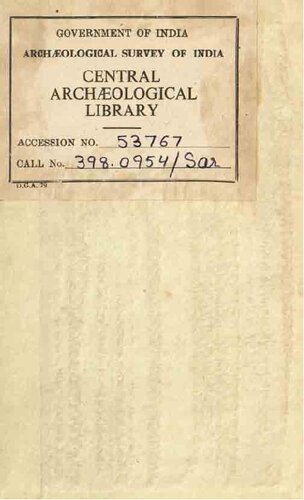 GOVERNMENT OF INDIA
ARCHÆOLOGICAL SURVEY OF INDIA
CENTRAL
ARCHÆOLOGICAL
LIBRARY
ACCESSION NO. 53767
CALL No. 398.0954/Sar
D.G.A. 79